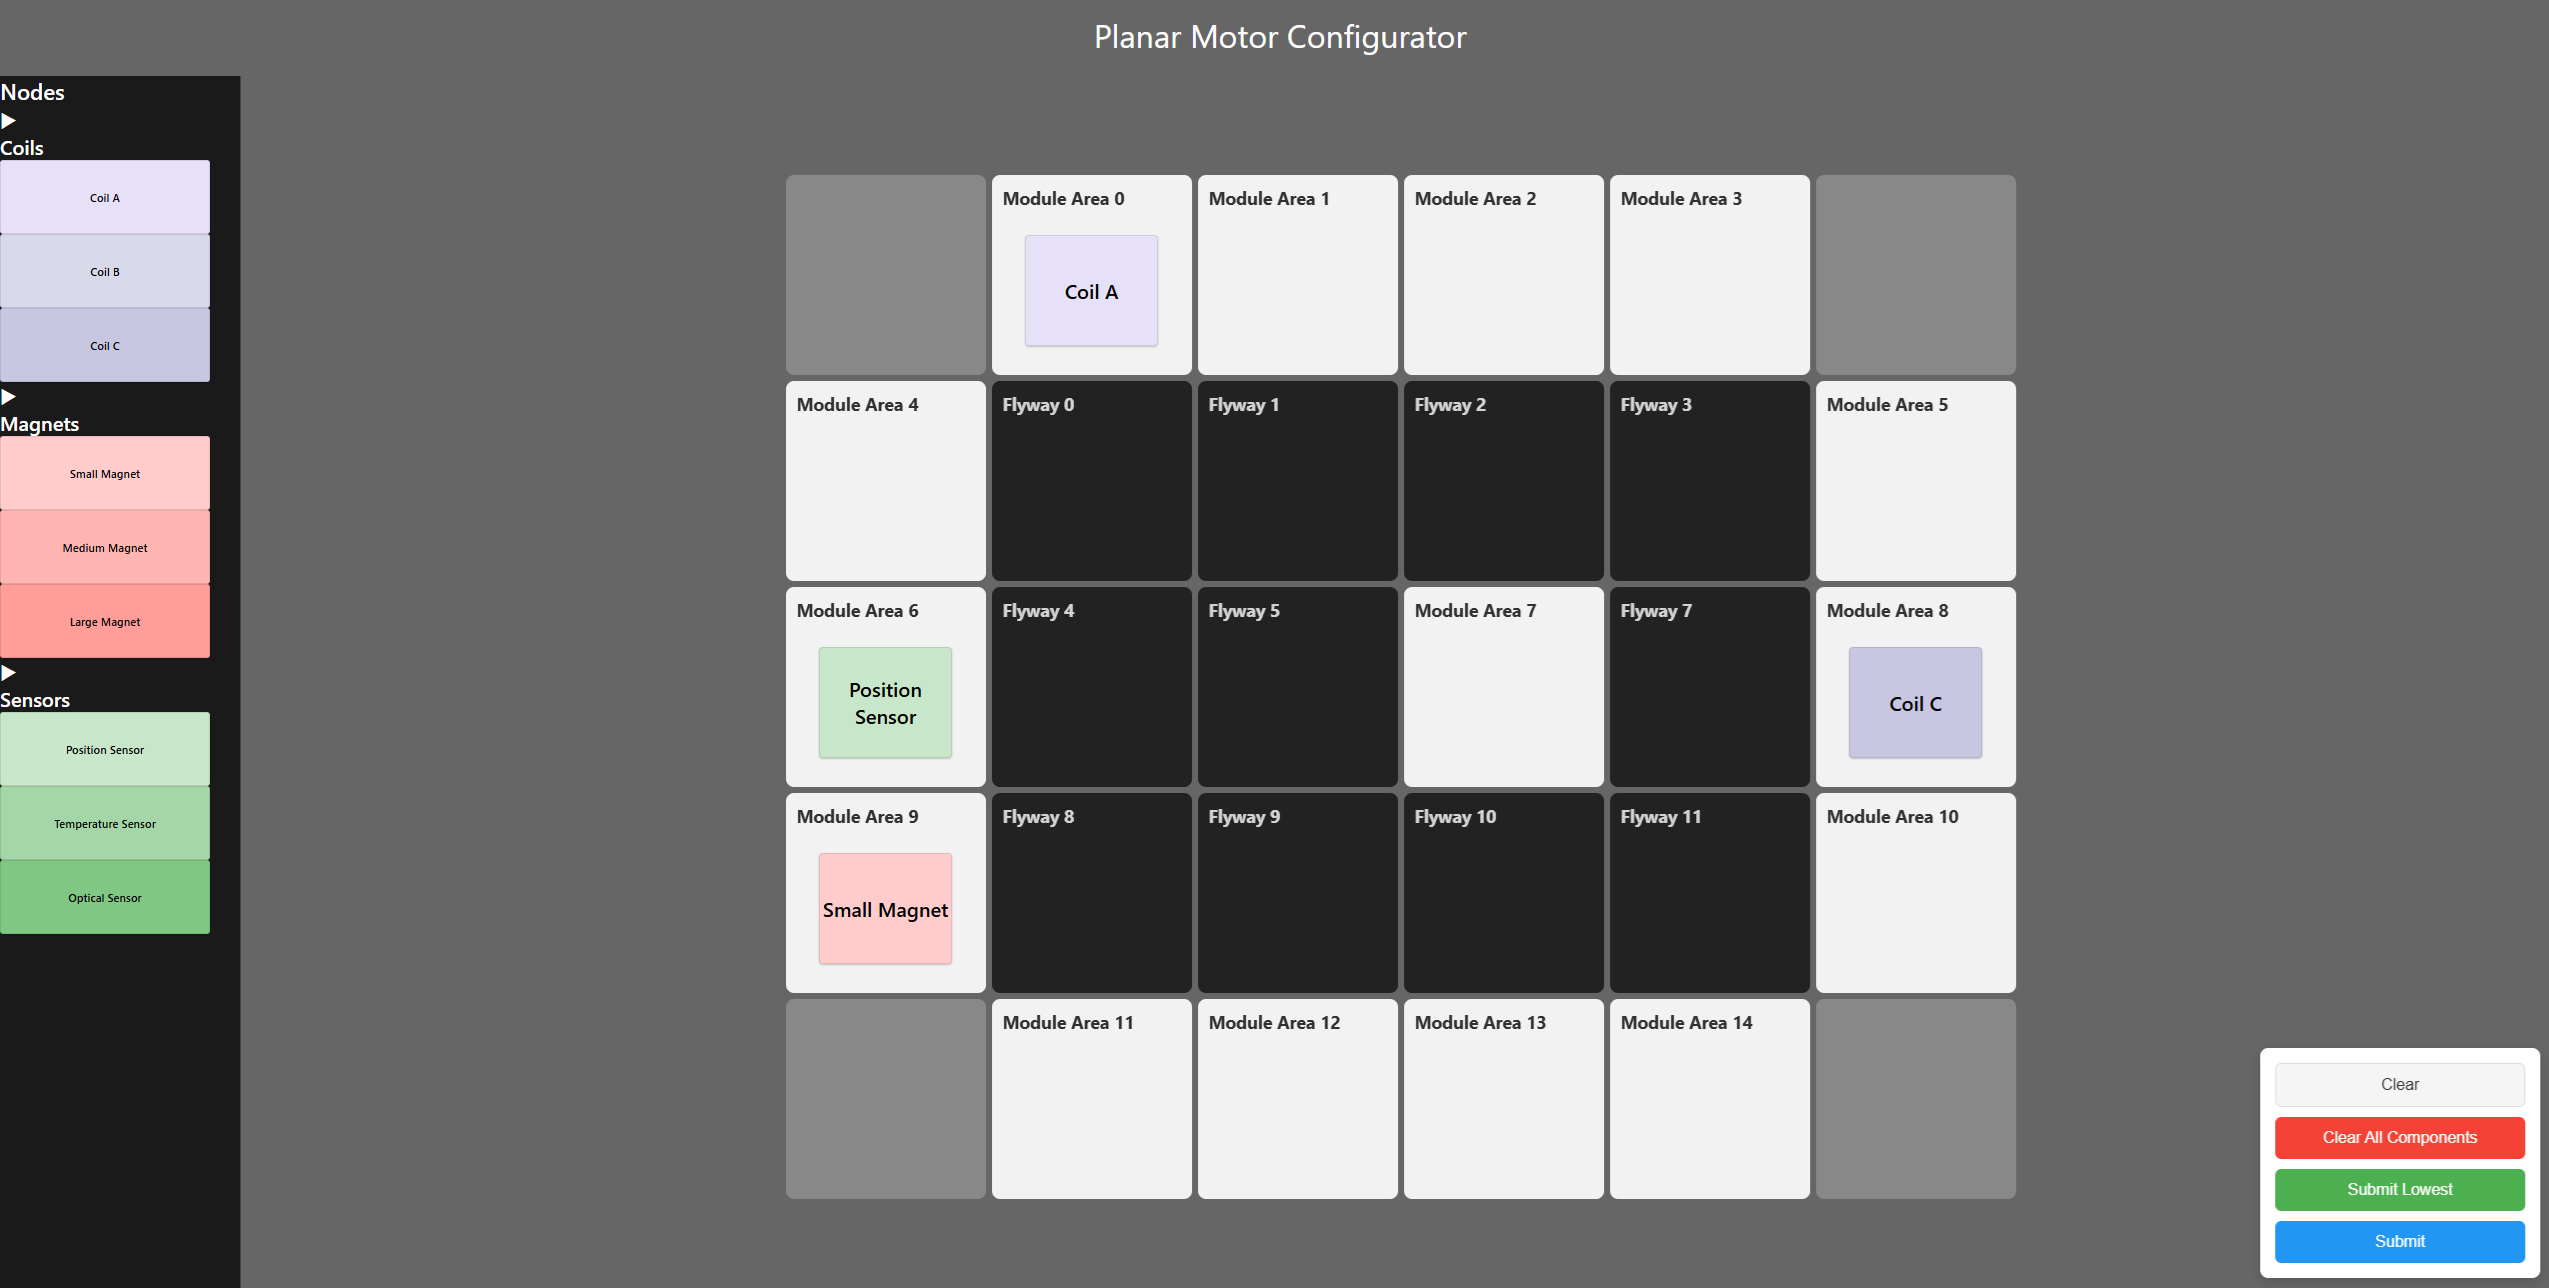 Planar Motor Configurator
Nodes
Coils
Coil A
Coil B
Coil C
Magnets
Small Magnet
Medium Magnet
Large Magnet
Sensors
Position Sensor
Temperature Sensor
Optical Sensor
Module Area 0
Coil A
Module Area 1
Module Area 2
Module Area 3
Module Area 4
Flyway 0
Flyway 1
Flyway 2
Flyway 3
Module Area 5
Module Area 6
Position
Sensor
Flyway 4
Flyway 5
Module Area 7
Flyway 7
Module Area 8
Coil C
Module Area 9
Small Magnet
Flyway 8
Flyway 9
Flyway 10
Flyway 11
Module Area 10
Module Area 11
Module Area 12
Module Area 13
Module Area 14
Clear
Clear All Components
Submit Lowest
Submit